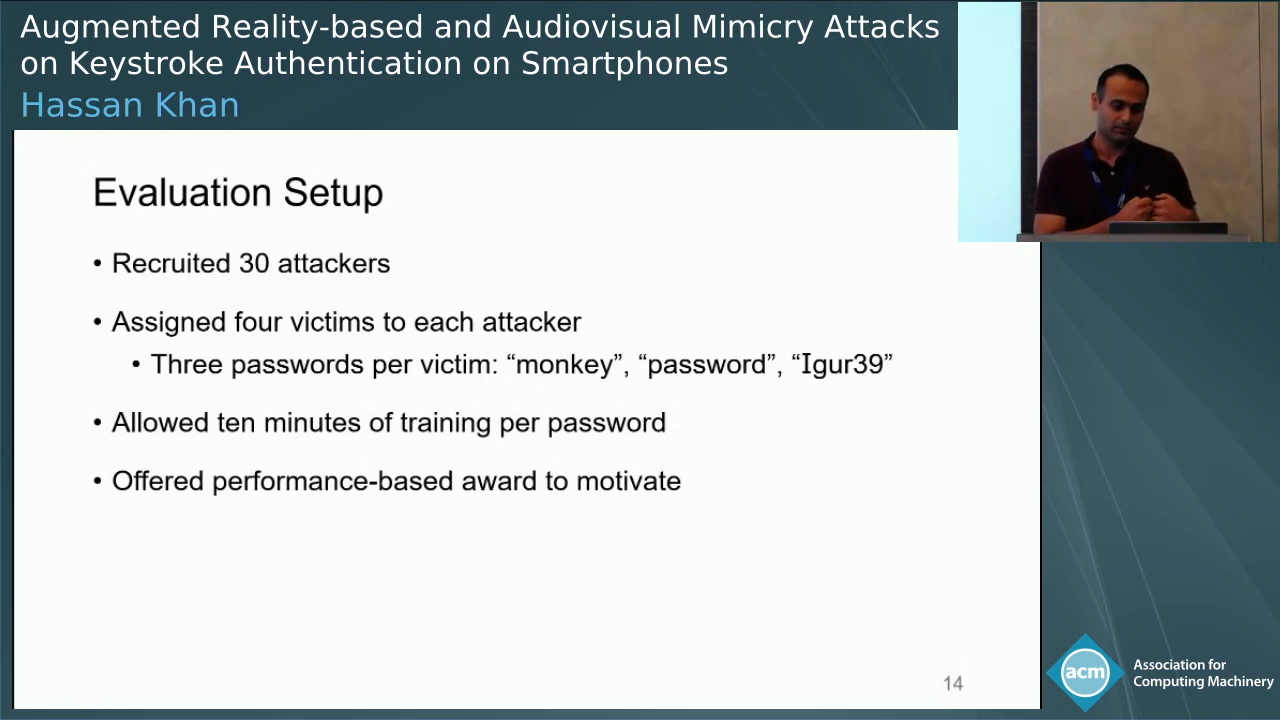 Augmented Reality-based and Audiovisual Mimicry Attacks
on Keystroke Authentication on Smartphones
Hassan Khan
Evaluation Setup
• Recruited 30 attackers
• Assigned four victims to each attacker
• Three passwords per victim: “monkey”, “password”, “Igur39”
• Allowed ten minutes of training per password
• Offered performance-based award to motivate
14
acm
Association for
Computing Machinery